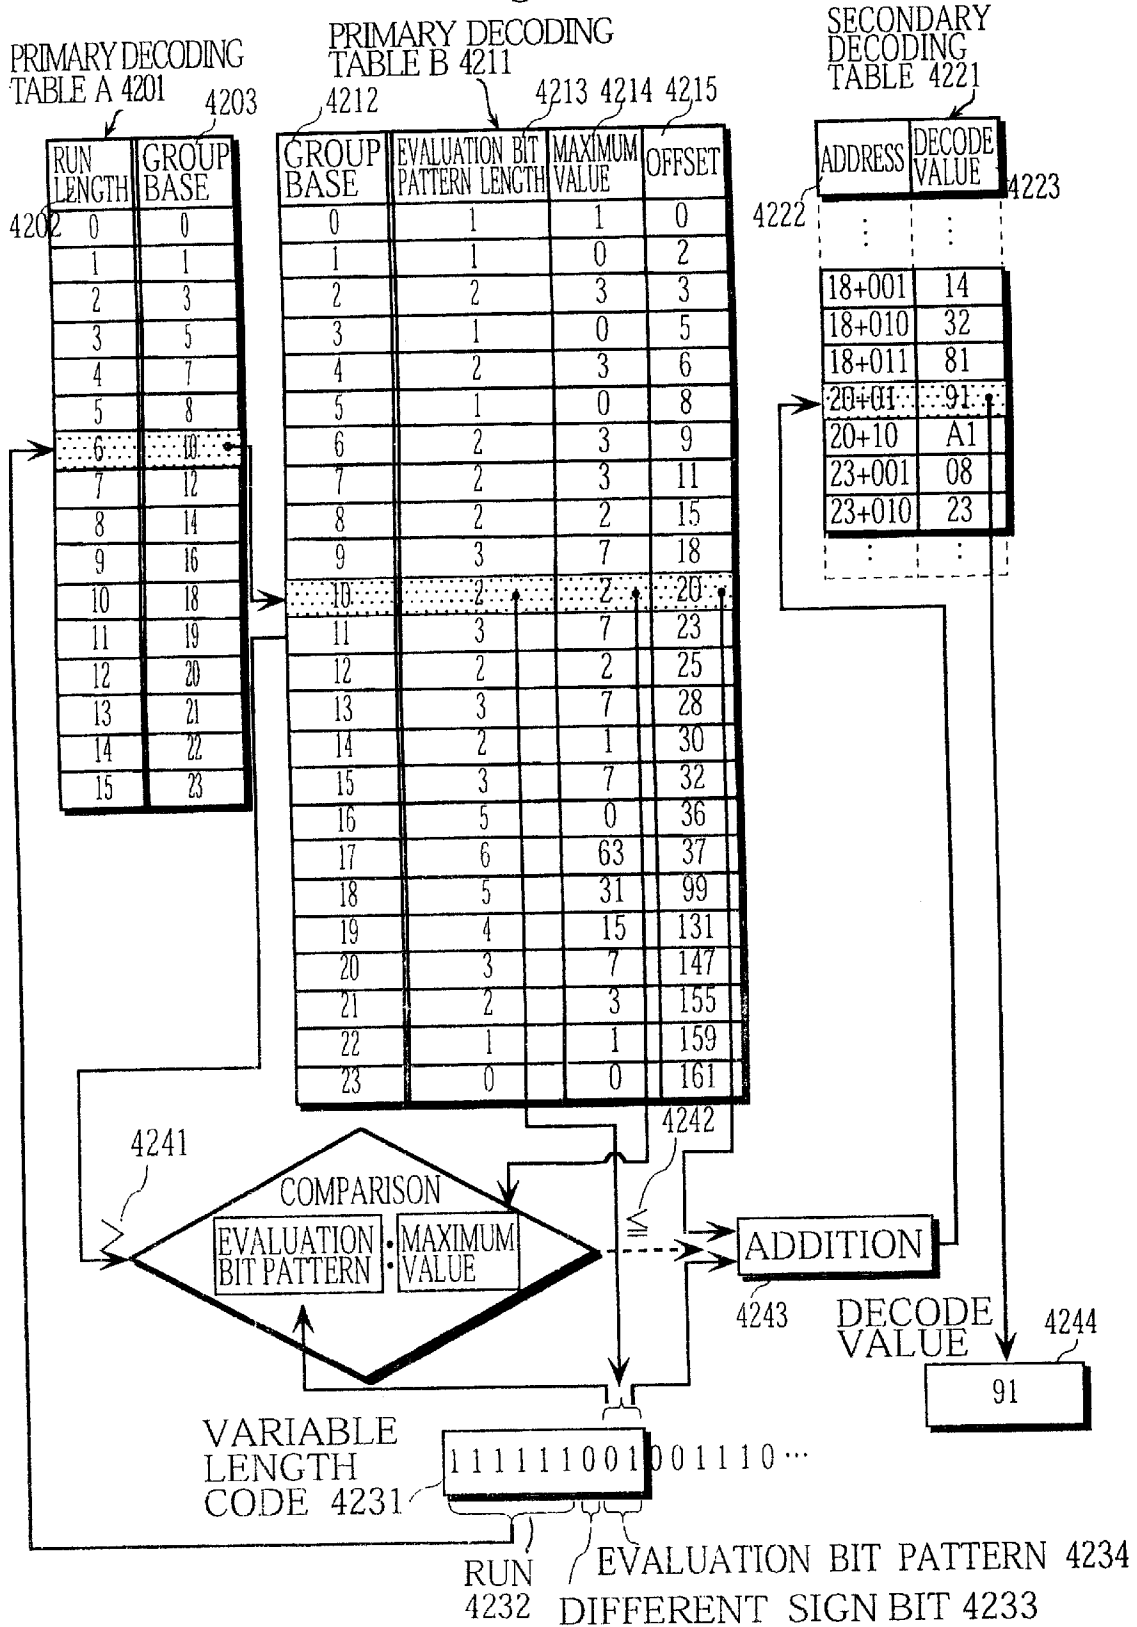 PRIMARY DECODING
TABLE A 4201
4203
RUN LENGTH GROUP BASE
4202
0 0
1 1
2 3
3 5
4 7
5 8
6 10
7 12
8 14
9 16
10 18
11 19
12 20
13 21
14 22
15 23
PRIMARY DECODING
TABLE B 4211
4212 4213 4214 4215
GROUP BASE EVALUATION BIT PATTERN LENGTH MAXIMUM VALUE OFFSET
0 1 1 0
1 1 0 2
2 2 3 3
3 1 0 5
4 2 3 6
5 1 0 8
6 2 3 9
7 2 3 11
8 2 2 15
9 3 7 18
10 2 2 20
11 3 7 23
12 2 2 25
13 3 7 28
14 2 1 30
15 3 7 32
16 5 0 36
17 6 63 37
18 5 31 99
19 4 15 131
20 3 7 147
21 2 3 155
22 1 1 159
23 0 0 161
SECONDARY
DECODING
TABLE 4221
ADDRESS DECODE VALUE
4222 4223
⋮ ⋮
18+001 14
18+010 32
18+011 81
20+01 91
20+10 A1
23+001 08
23+010 23
⋮ ⋮
4241
>
COMPARISON
EVALUATION BIT PATTERN : MAXIMUM VALUE
4242
≦
ADDITION
4243
DECODE
VALUE
4244
91
VARIABLE
LENGTH
CODE 4231
1 1 1 1 1 1 0 0 1 0 0 1 1 1 0 ···
RUN
4232
EVALUATION BIT PATTERN 4234
DIFFERENT SIGN BIT 4233